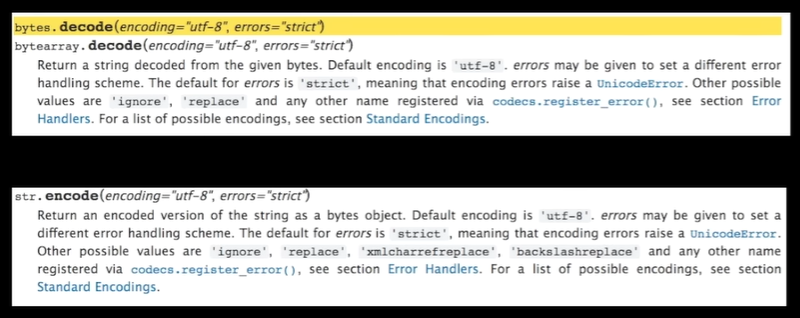 bytes.decode(encoding="utf-8", errors="strict")
bytearray.decode(encoding="utf-8", errors="strict")
Return a string decoded from the given bytes. Default encoding is 'utf-8'. errors may be given to set a different error
handling scheme. The default for errors is 'strict', meaning that encoding errors raise a UnicodeError. Other possible
values are 'ignore', 'replace' and any other name registered via codecs.register_error(), see section Error
Handlers. For a list of possible encodings, see section Standard Encodings.
str.encode(encoding="utf-8", errors="strict")
Return an encoded version of the string as a bytes object. Default encoding is 'utf-8'. errors may be given to set a
different error handling scheme. The default for errors is 'strict', meaning that encoding errors raise a UnicodeError.
Other possible values are 'ignore', 'replace', 'xmlcharrefreplace', 'backslashreplace' and any other name
registered via codecs.register_error(), see section Error Handlers. For a list of possible encodings, see section
Standard Encodings.